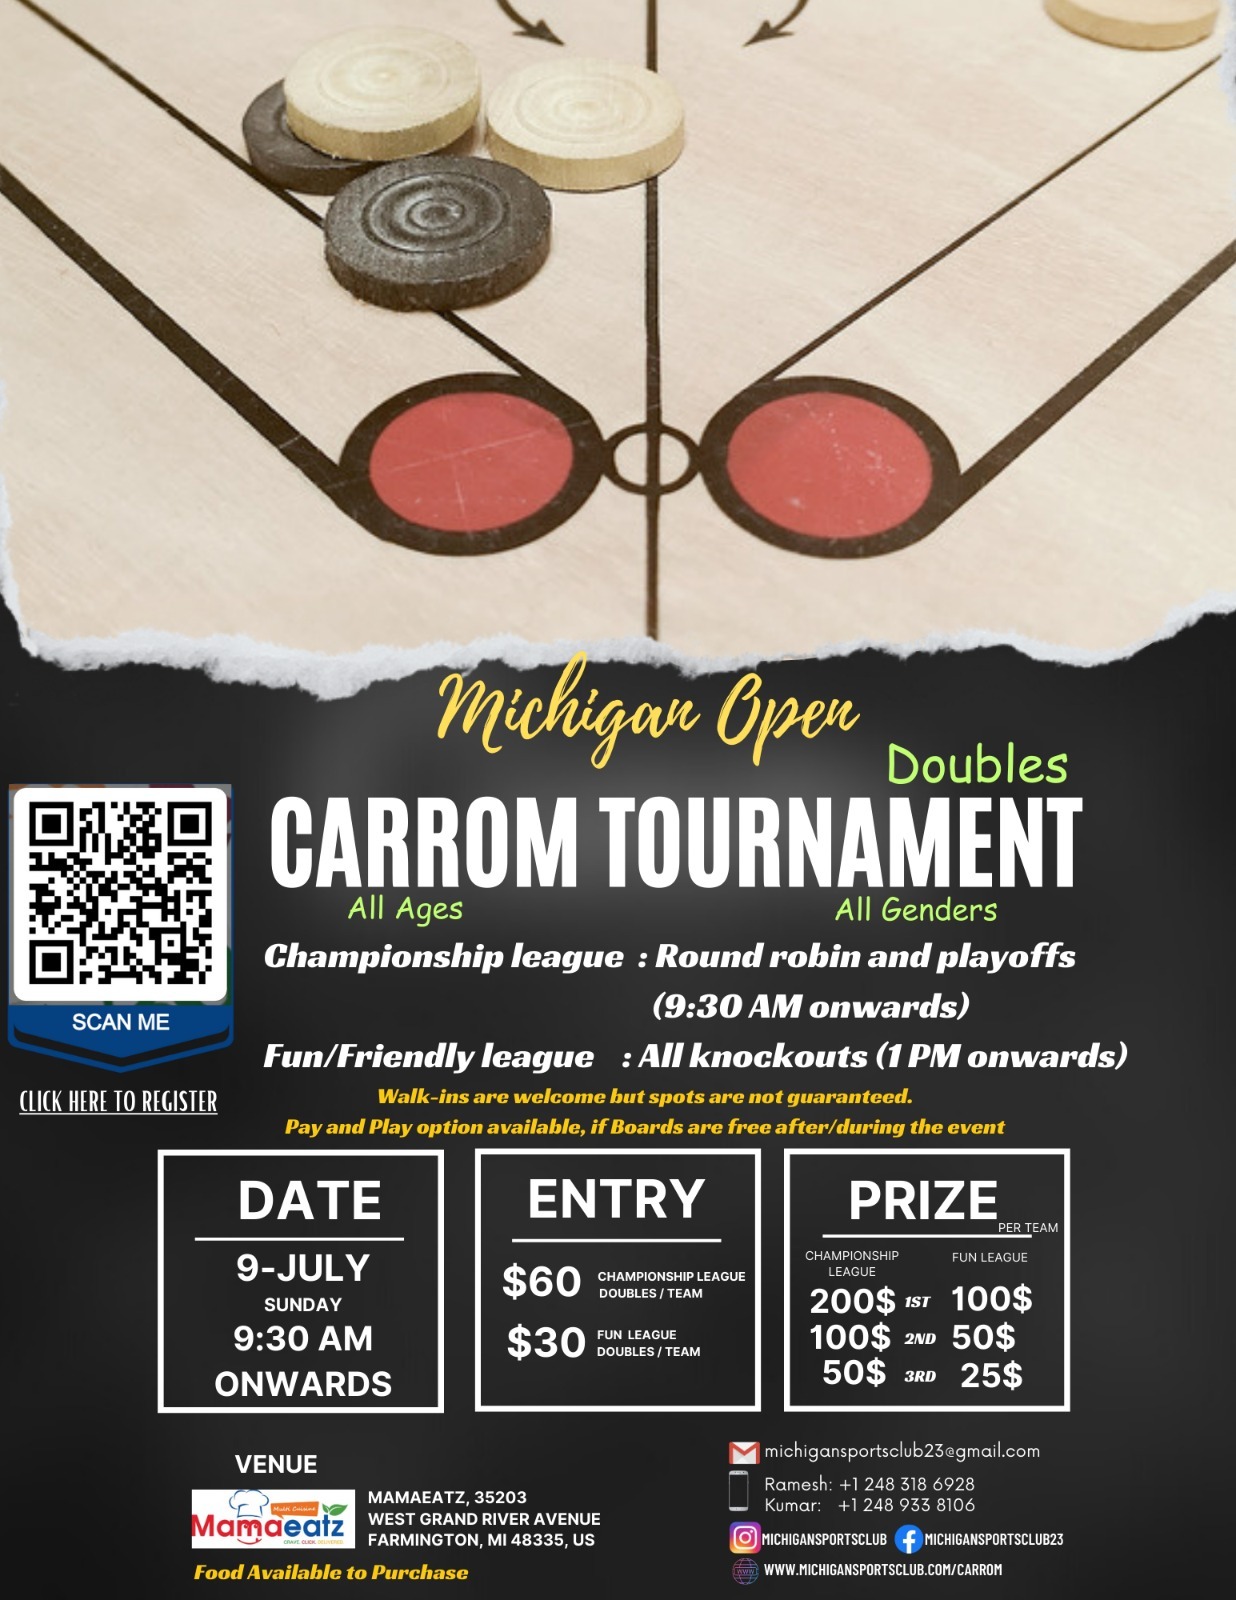 Michigan Open
Doubles
CARROM TOURNAMENT
All Ages
All Genders
Championship league : Round robin and playoffs
(9:30 AM onwards)
Fun/Friendly league : All knockouts (1 PM onwards)
SCAN ME
CLICK HERE TO REGISTER
Walk-ins are welcome but spots are not guaranteed.
Pay and Play option available, if Boards are free after/during the event
DATE
9-JULY
SUNDAY
9:30 AM
ONWARDS
ENTRY
$60 CHAMPIONSHIP LEAGUE
DOUBLES / TEAM
$30 FUN LEAGUE
DOUBLES / TEAM
PRIZE
PER TEAM
CHAMPIONSHIP
LEAGUE
FUN LEAGUE
200$ 1ST 100$
100$ 2ND 50$
50$ 3RD 25$
VENUE
Multi Cuisine
Mamaeatz
CRAVE. CLICK. DELIVERED
MAMAEATZ, 35203
WEST GRAND RIVER AVENUE
FARMINGTON, MI 48335, US
Food Available to Purchase
michigansportsclub23@gmail.com
Ramesh: +1 248 318 6928
Kumar: +1 248 933 8106
MICHIGANSPORTSCLUB MICHIGANSPORTSCLUB23
WWW WWW.MICHIGANSPORTSCLUB.COM/CARROM